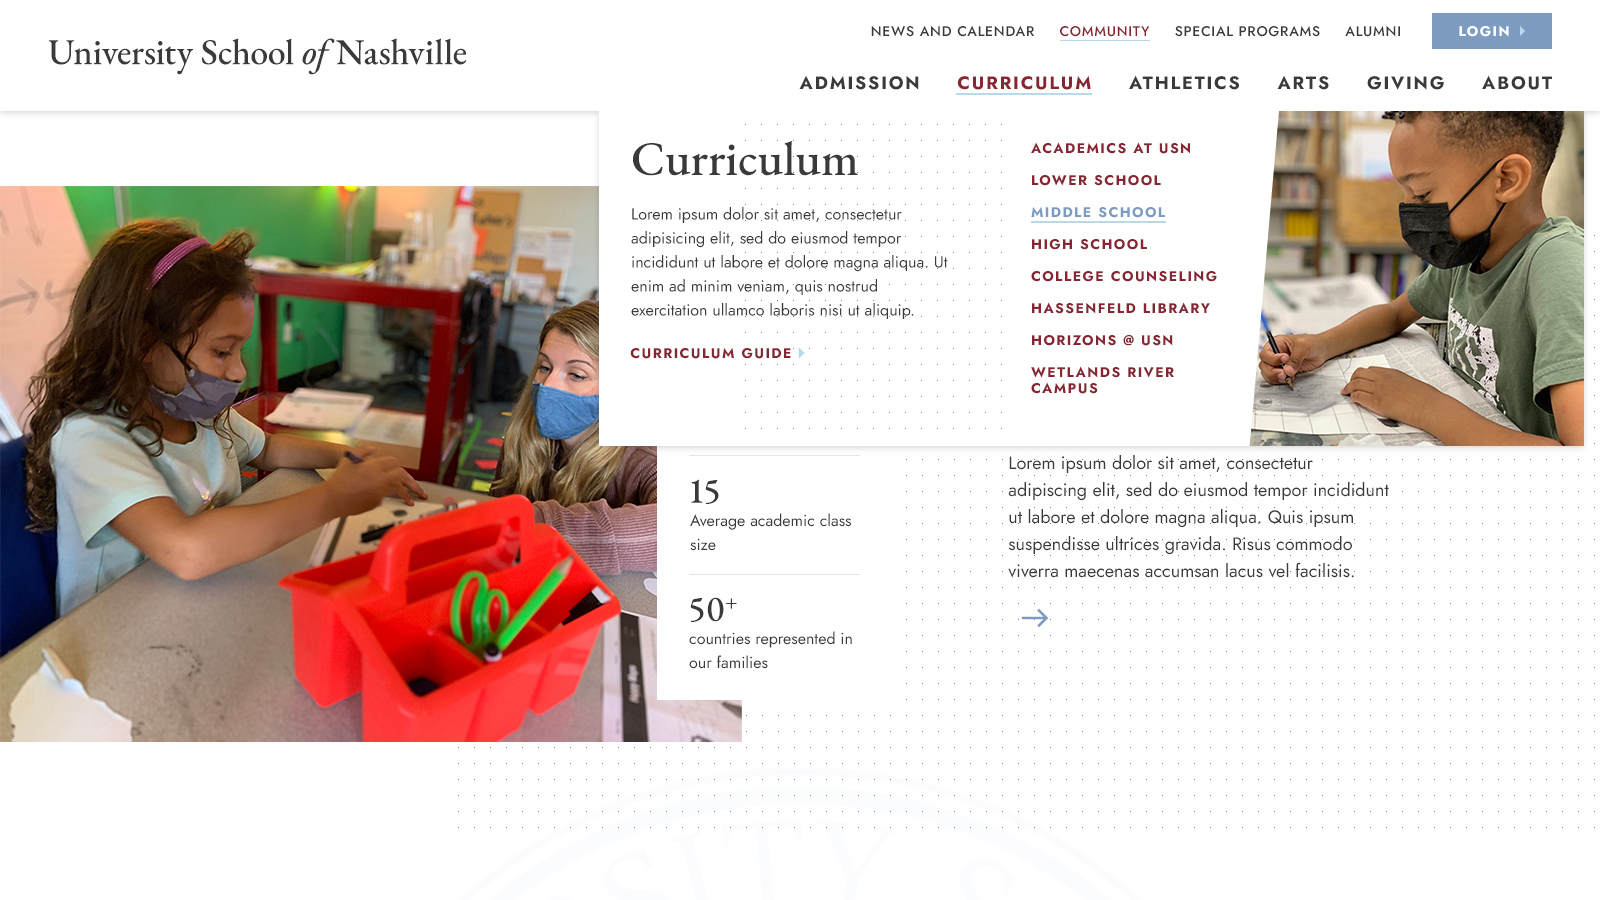 University School of Nashville
NEWS AND CALENDAR
COMMUNITY
SPECIAL PROGRAMS
ALUMNI
LOGIN
ADMISSION
CURRICULUM
ATHLETICS
ARTS
GIVING
ABOUT
Curriculum
Lorem ipsum dolor sit amet, consectetur
adipisicing elit, sed do eiusmod tempor
incididunt ut labore et dolore magna aliqua. Ut
enim ad minim veniam, quis nostrud
exercitation ullamco laboris nisi ut aliquip.
CURRICULUM GUIDE
ACADEMICS AT USN
LOWER SCHOOL
MIDDLE SCHOOL
HIGH SCHOOL
COLLEGE COUNSELING
HASSENFELD LIBRARY
HORIZONS @ USN
WETLANDS RIVER
CAMPUS
15
Average academic class
size
50+
countries represented in
our families
Lorem ipsum dolor sit amet, consectetur
adipiscing elit, sed do eiusmod tempor incididunt
ut labore et dolore magna aliqua. Quis ipsum
suspendisse ultrices gravida. Risus commodo
viverra maecenas accumsan lacus vel facilisis.
SITY S